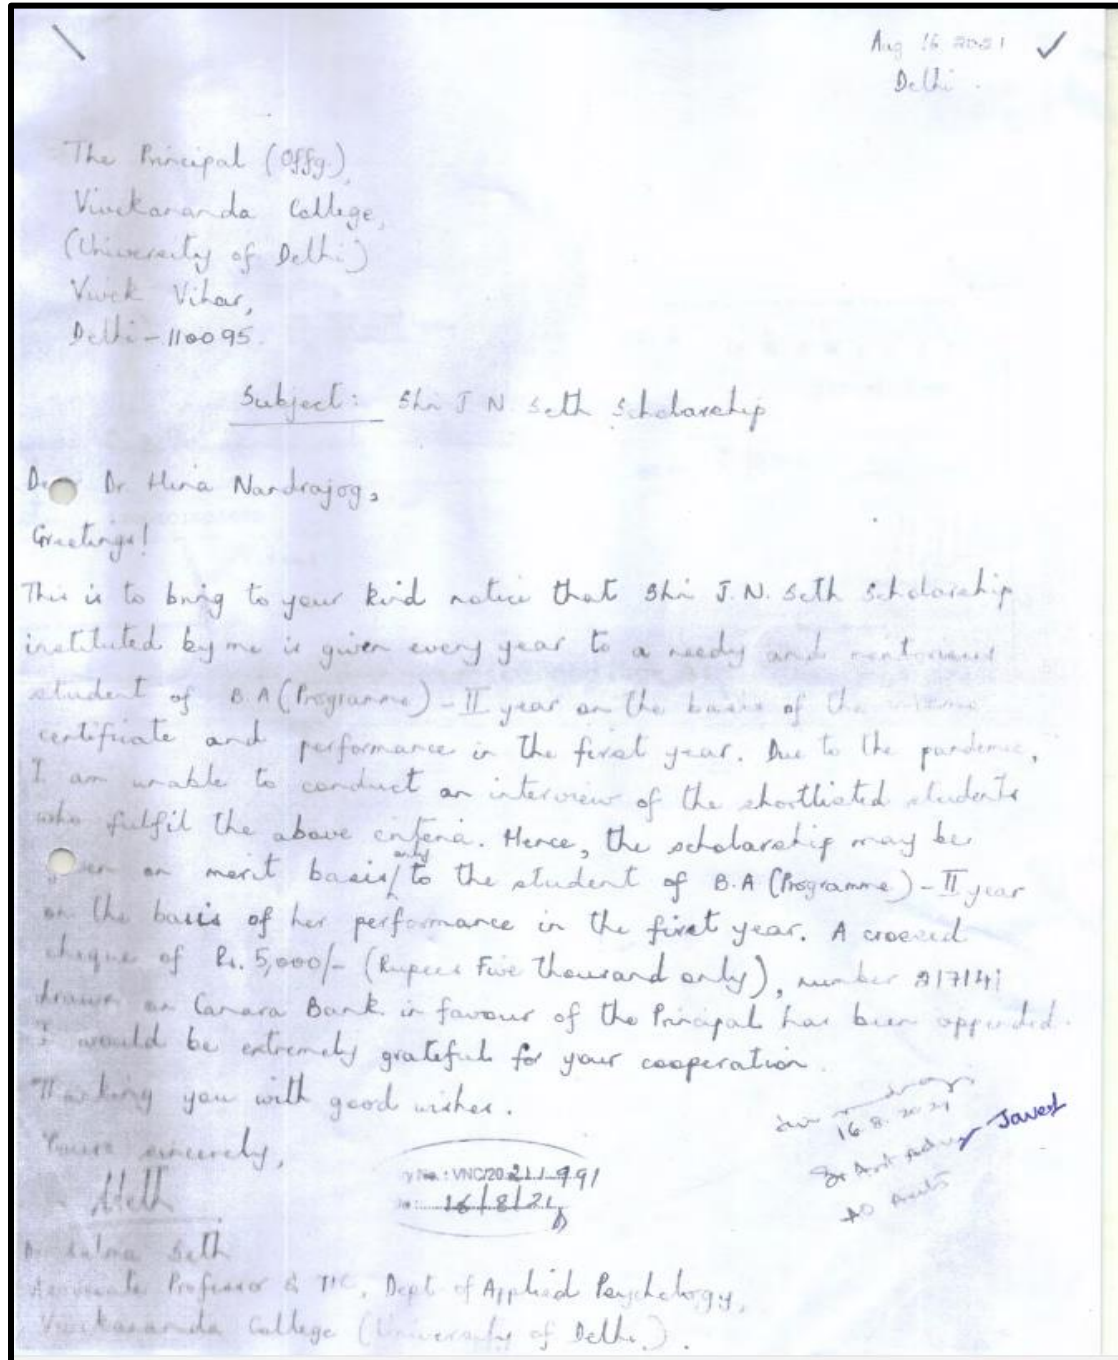 Aug 16 2021 ✓
Delhi.
The Principal (Offg.),
Vivekananda College,
(University of Delhi)
Vivek Vihar,
Delhi - 110095.
Subject: Shri J N Seth Scholarship
Dr. Hina Nandrajog,
Greetings!
This is to bring to your kind notice that Shri J.N. Seth Scholarship
instituted by me is given every year to a needy and meritorious
student of B.A (Programme) - II year on the basis of the income
certificate and performance in the first year. Due to the pandemic,
I am unable to conduct an interview of the shortlisted students
who fulfil the above criteria. Hence, the scholarship may be
on merit basis only to the student of B.A (Programme) - II year
on the basis of her performance in the first year. A crossed
cheque of Rs. 5,000/- (Rupees Five thousand only), number
drawn on Canara Bank in favour of the Principal has been appended.
I would be extremely grateful for your cooperation.
Thanking you with good wishes.
16.8.2021
Javed
Yours sincerely,
No.: VNC/2021/991
16/8/21
Dr Salma Seth
Associate Professor & TIC, Dept of Applied Psychology,
Vivekananda College (University of Delhi).